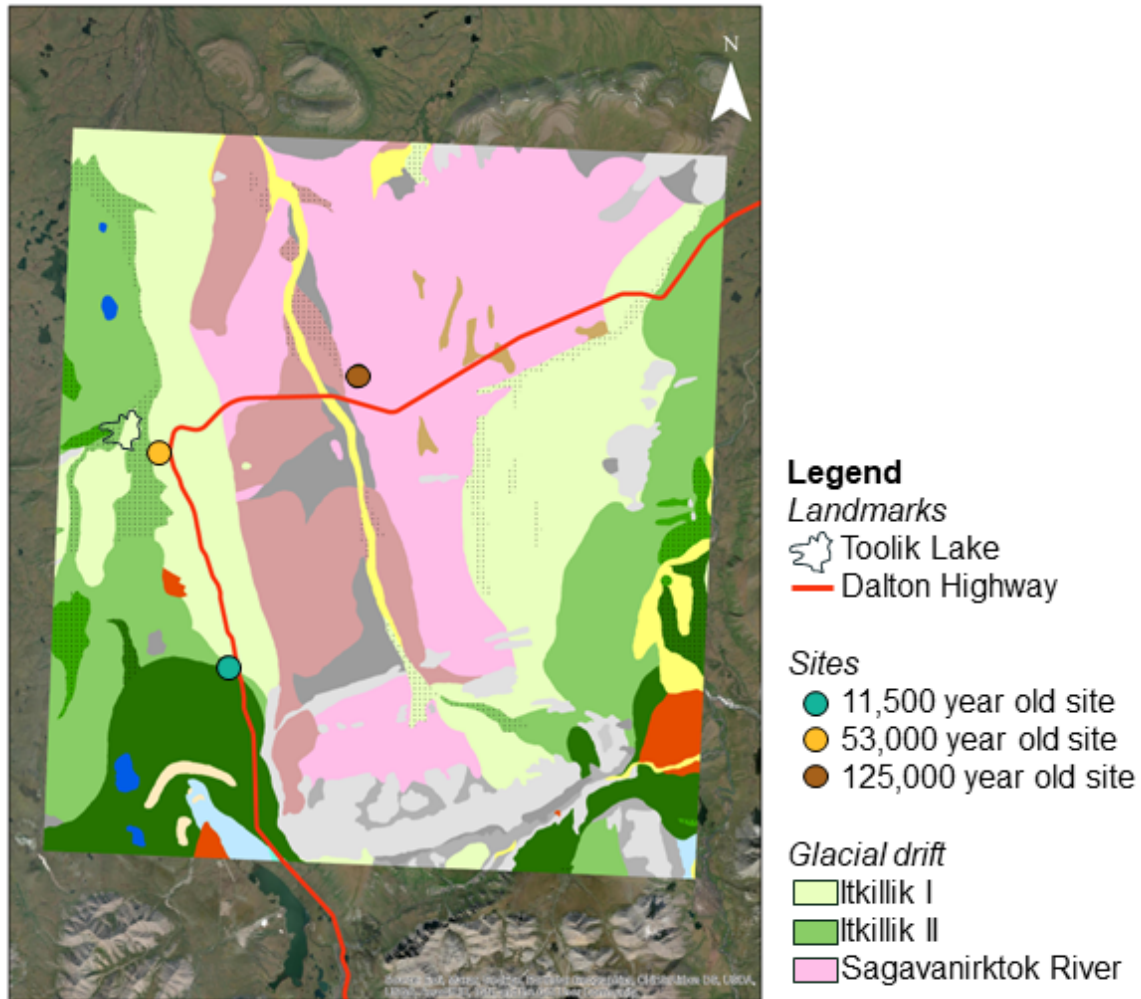 N
Legend
Landmarks
Toolik Lake
Dalton Highway
Sites
11,500 year old site
53,000 year old site
125,000 year old site
Glacial drift
Itkillik I
Itkillik II
Sagavanirktok River